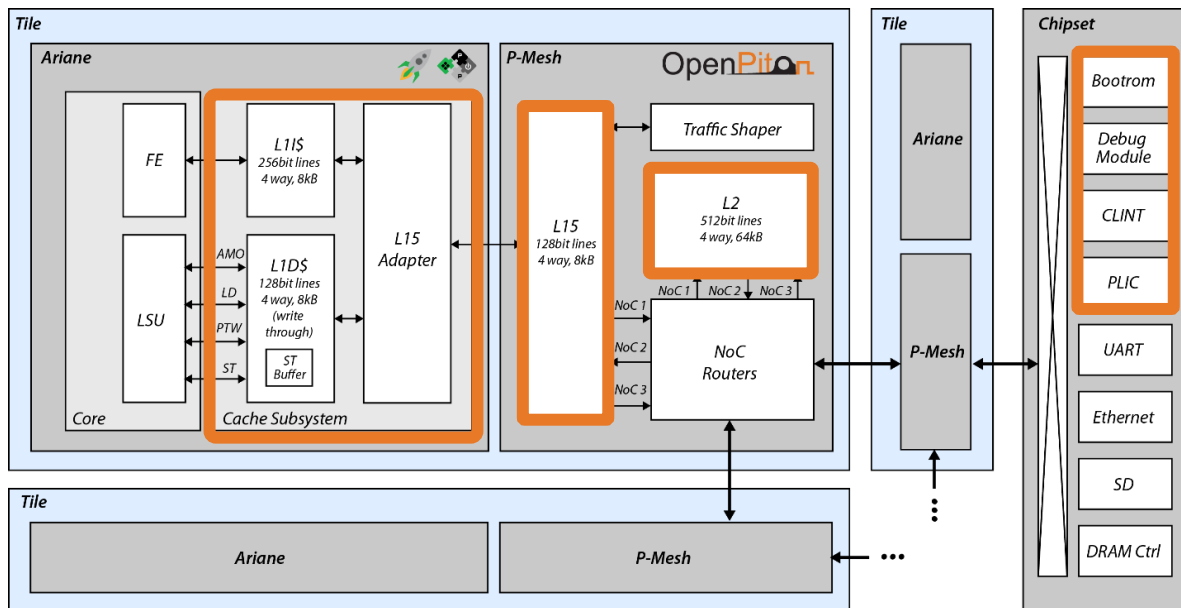 Tile
Ariane
Core
FE
LSU
AMO
LD
PTW
ST
Cache Subsystem
L1I$
256bit lines
4 way, 8kB
L1D$
128bit lines
4 way, 8kB
(write
through)
ST
Buffer
L15
Adapter
P-Mesh
OpenPiton
L15
128bit lines
4 way, 8kB
Traffic Shaper
L2
512bit lines
4 way, 64kB
NoC 1
NoC 2
NoC 3
NoC 1
NoC 2
NoC 3
NoC
Routers
Tile
Ariane
P-Mesh
Tile
Ariane
P-Mesh
Chipset
Bootrom
Debug
Module
CLINT
PLIC
UART
Ethernet
SD
DRAM Ctrl